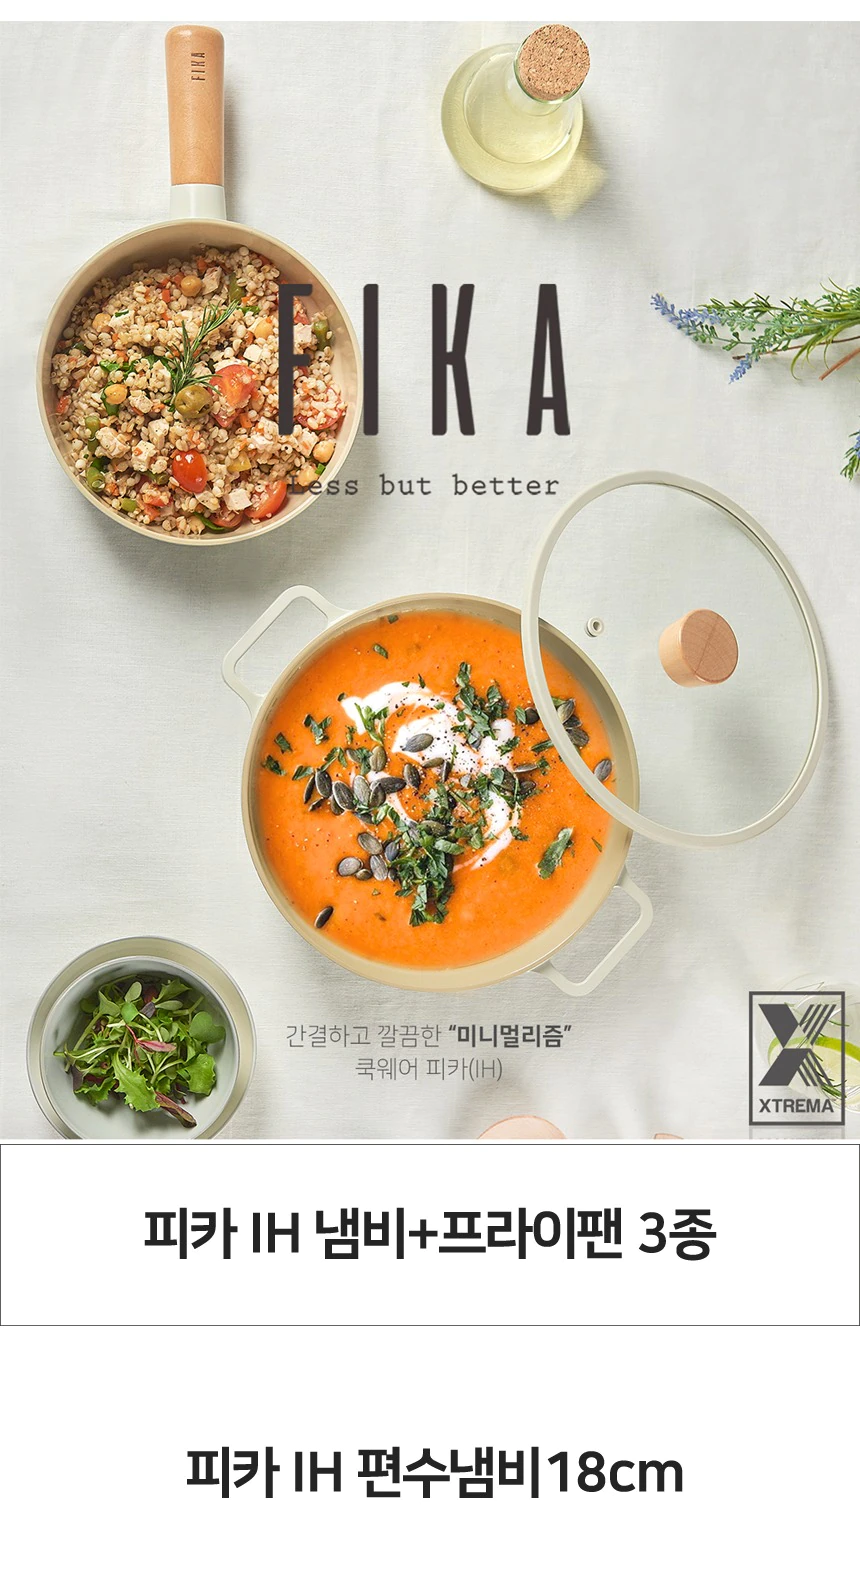 FIKA
FIKA
Less but better
간결하고 깔끔한 “미니멀리즘”
쿡웨어 피카(IH)
XTREMA
피카 IH 냄비+프라이팬 3종
피카 IH 편수냄비18cm